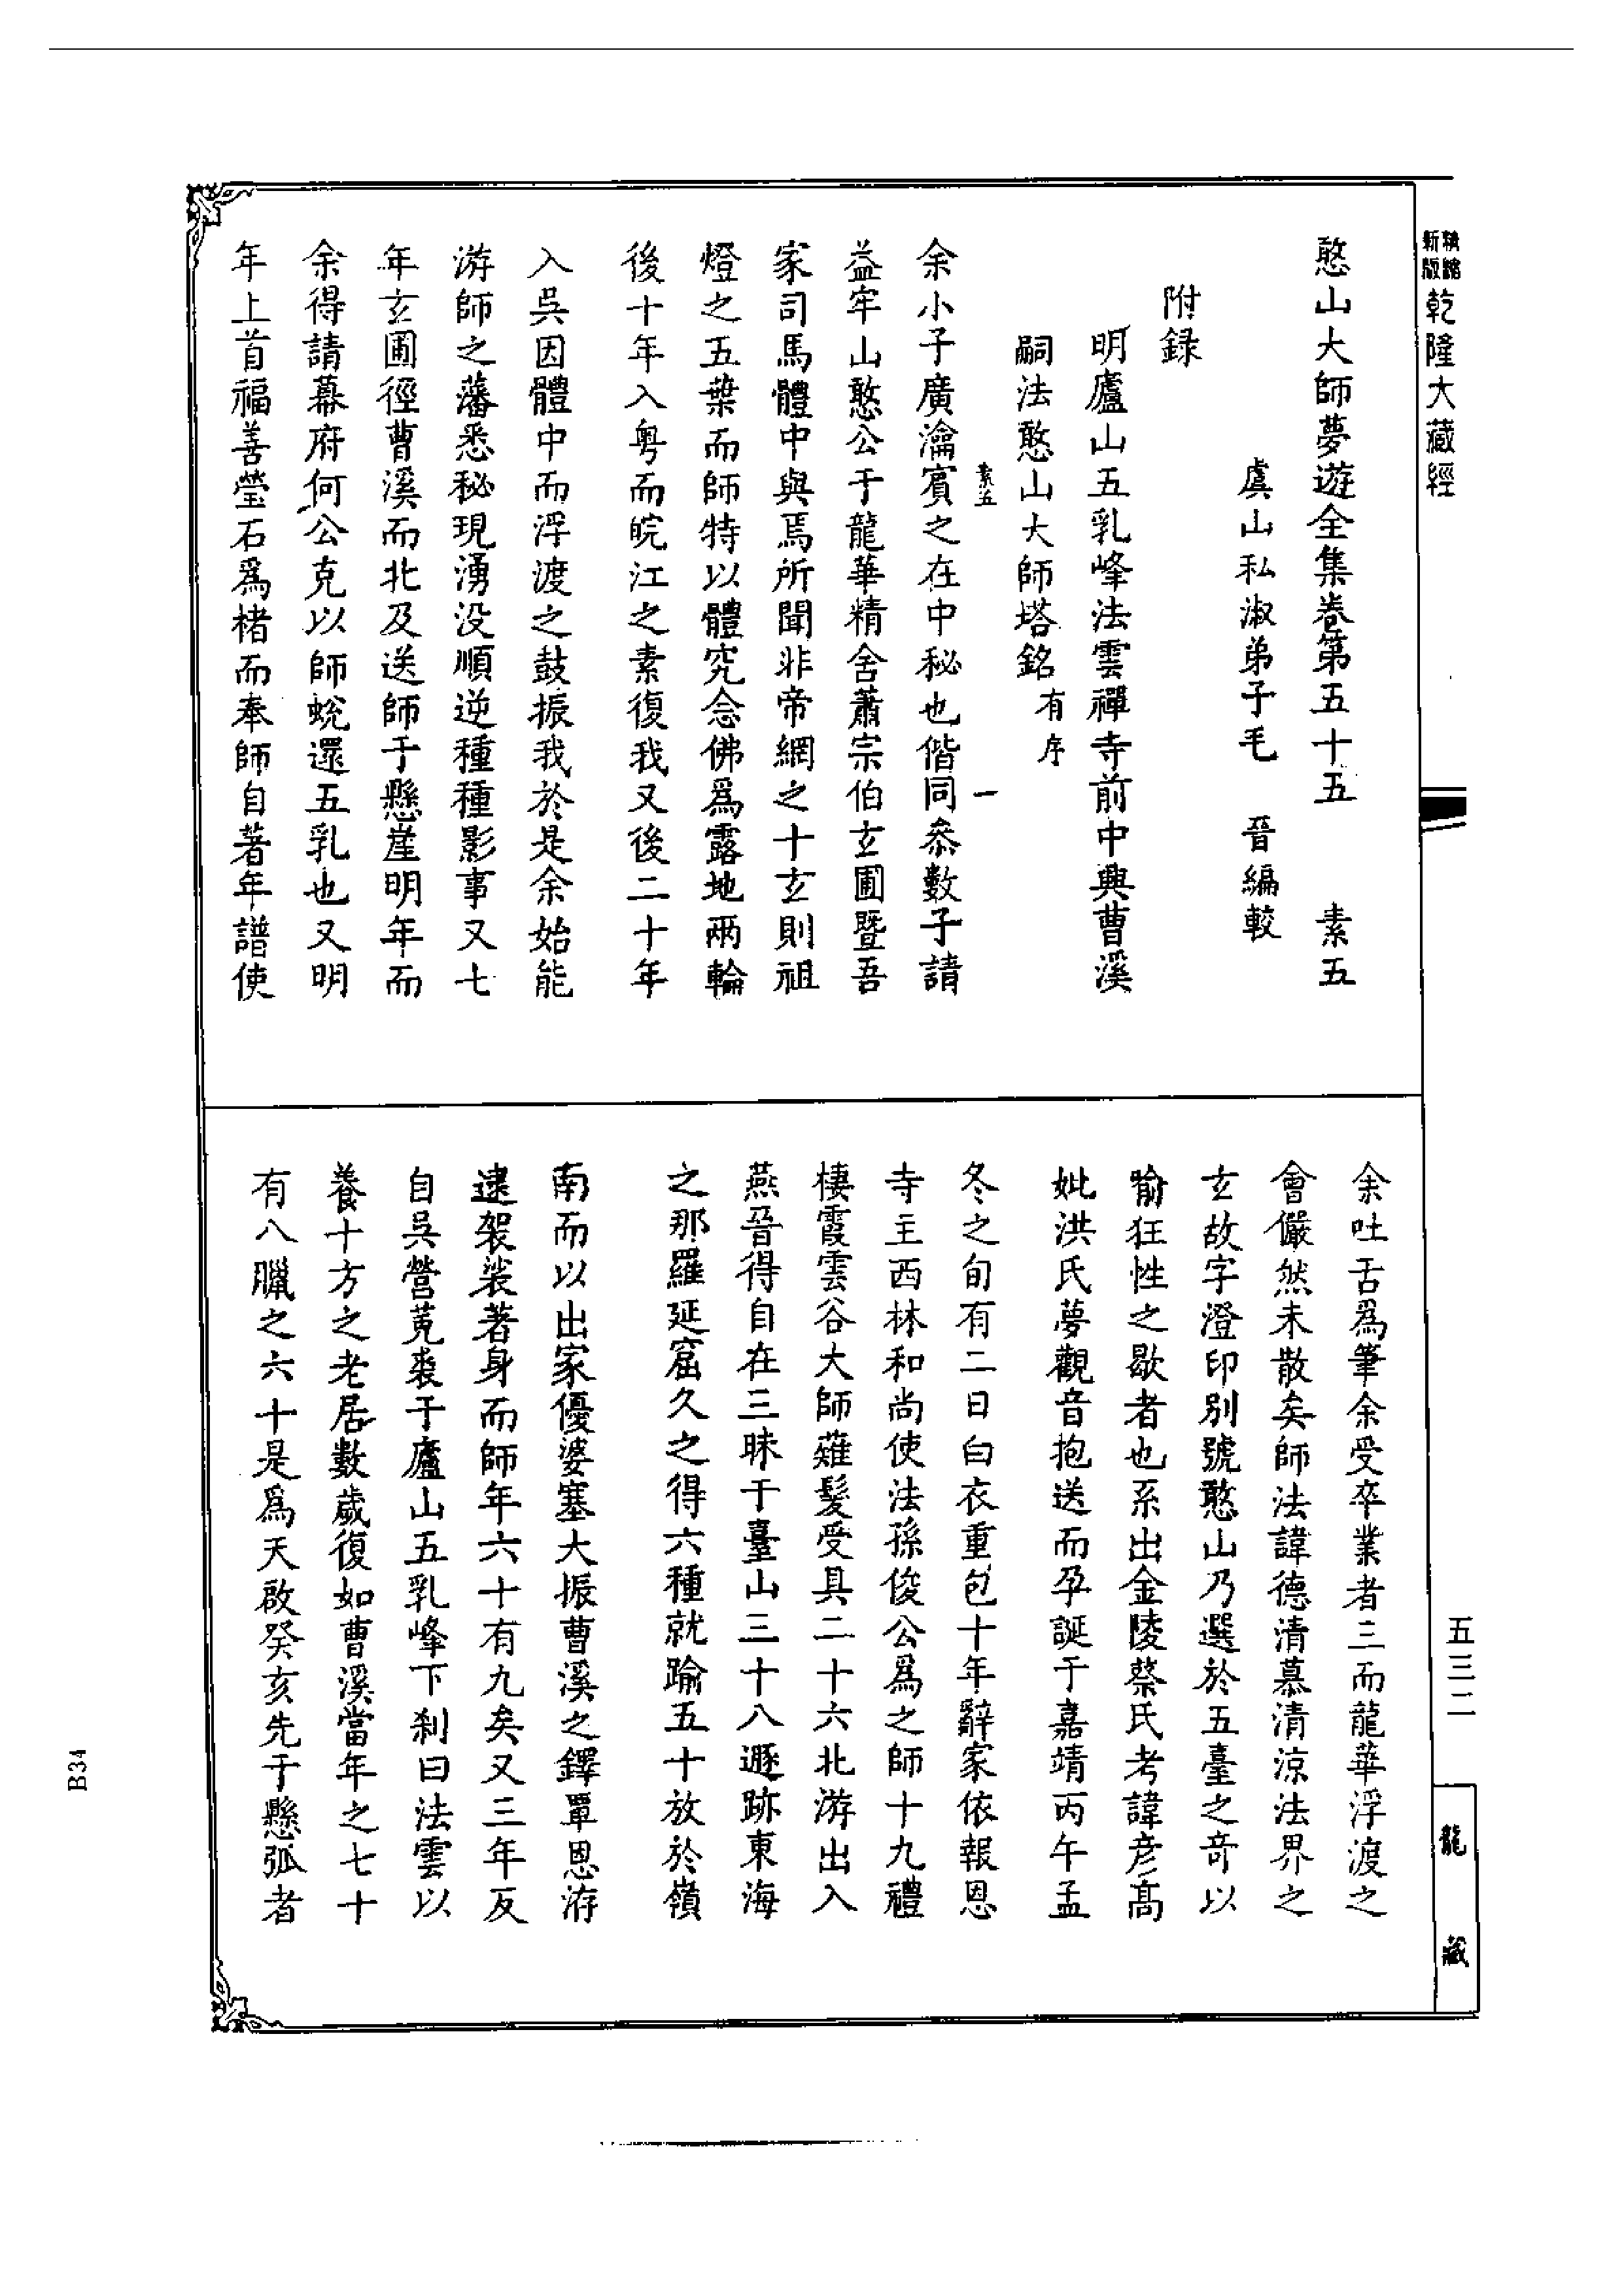 新版精縮乾隆大藏經
憨山大師夢遊全集卷第五十五　素五
虞山私淑弟子毛　晉編較
附録
明廬山五乳峰法雲禪寺前中興曹溪
嗣法憨山大師塔銘有序
素五　一
余小子廣瀹賓之在中秘也偕同叅數子請
益牢山憨公于龍華精舍蕭宗伯玄圃暨吾
家司馬體中與焉所聞非帝網之十玄則祖
燈之五葉而師特以體究念佛爲露地兩輪
後十年入粤而皖江之素復我又後二十年
入吳因體中而浮渡之鼓振我於是余始能
游師之藩悉秘現湧没順逆種種影事又七
年玄圃徑曹溪而北及送師于懸崖明年而
余得請幕府何公克以師蛻還五乳也又明
年上首福善瑩石爲楮而奉師自著年譜使
余吐舌爲筆余受卒業者三而龍華浮渡之
會儼然未散矣師法諱德清慕清涼法界之
玄故字澄印别號憨山乃選於五臺之竒以
喻狂性之歇者也系出金陵蔡氏考諱彦高
妣洪氏夢觀音抱送而孕誕于嘉靖丙午孟
冬之旬有二日白衣重包十年辭家依報恩
寺主西林和尚使法孫俊公爲之師十九禮
棲霞雲谷大師薙髮受具二十六北游出入
燕晉得自在三昧于臺山三十八遯跡東海
之那羅延窟久之得六種就踰五十放於嶺
南而以出家優婆塞大振曹溪之鐸覃恩洊
逮袈裟著身而師年六十有九矣又三年反
自吳營菟裘于廬山五乳峰下刹曰法雲以
養十方之老居數歲復如曹溪當年之七十
有八臘之六十是爲天啟癸亥先于懸弧者
五三二
龍藏
B34